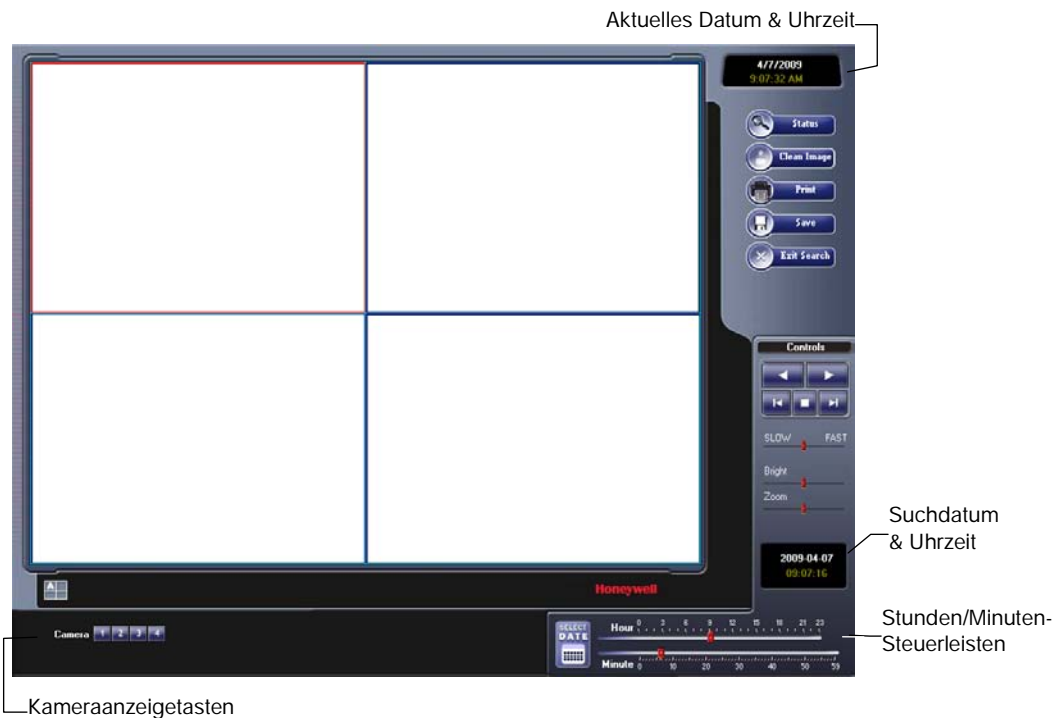 Aktuelles Datum & Uhrzeit
4/7/2009
9:07:32 AM
Status
Clean Image
Print
Save
Exit Search
Controls
SLOW FAST
Bright
Zoom
Suchdatum
& Uhrzeit
2009-04-07
09:07:16
A
Honeywell
Camera 1 2 3 4
SELECT
DATE
Hour 0 3 6 9 12 15 18 21 23
Minute 0 10 20 30 40 50 59
Stunden/Minuten-
Steuerleisten
Kameraanzeigetasten